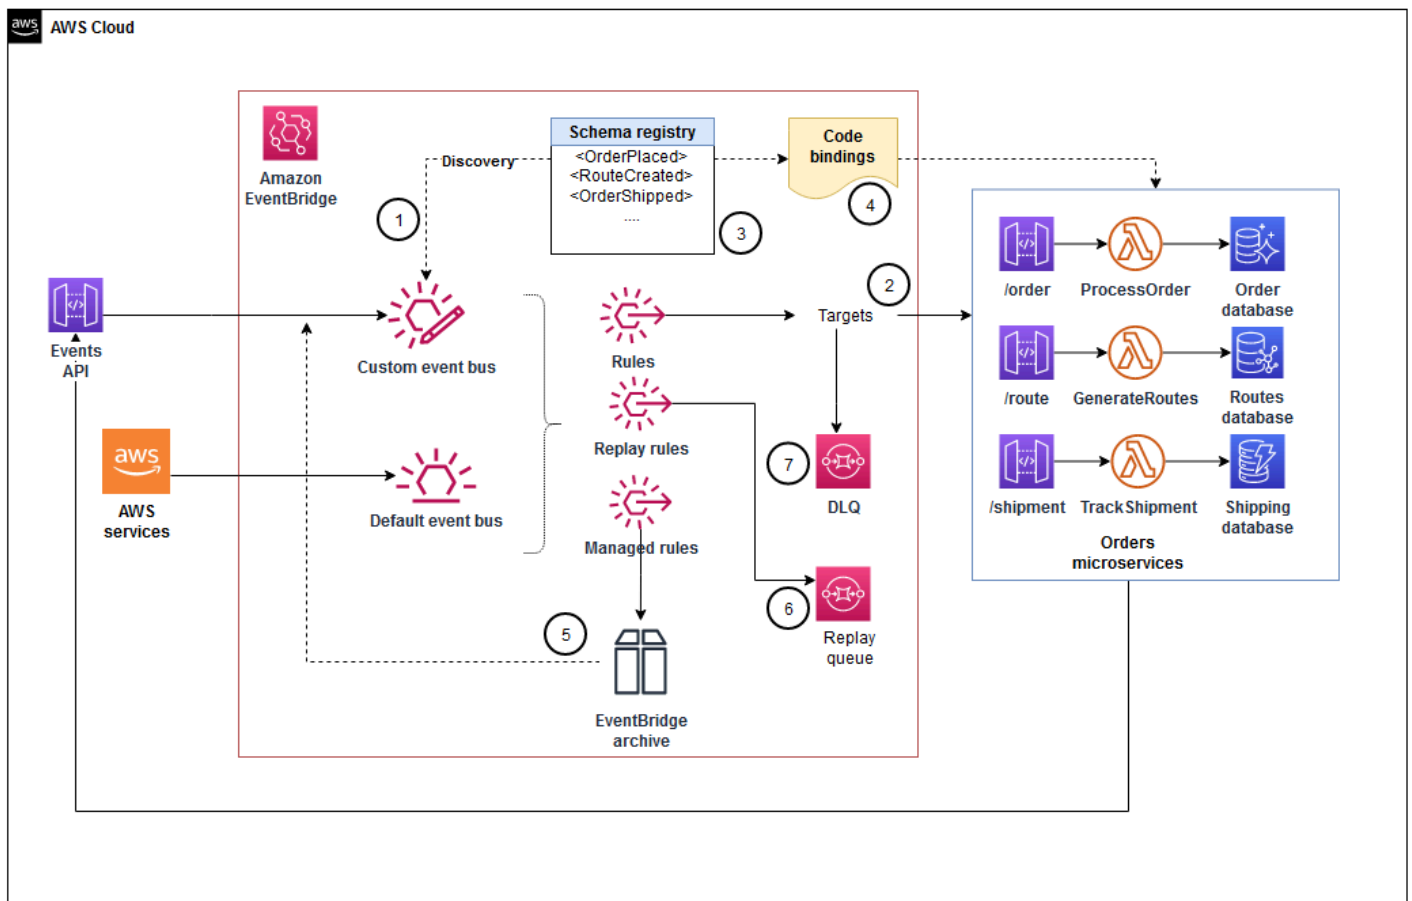 aws
AWS Cloud
Amazon
EventBridge
Discovery
Schema registry
<OrderPlaced>
<RouteCreated>
<OrderShipped>
....
Code
bindings
1
3
4
2
Events
API
Custom event bus
Rules
Targets
Replay rules
aws
AWS
services
Default event bus
Managed rules
7
DLQ
6
Replay
queue
5
EventBridge
archive
/order
ProcessOrder
Order
database
/route
GenerateRoutes
Routes
database
/shipment
TrackShipment
Shipping
database
Orders
microservices